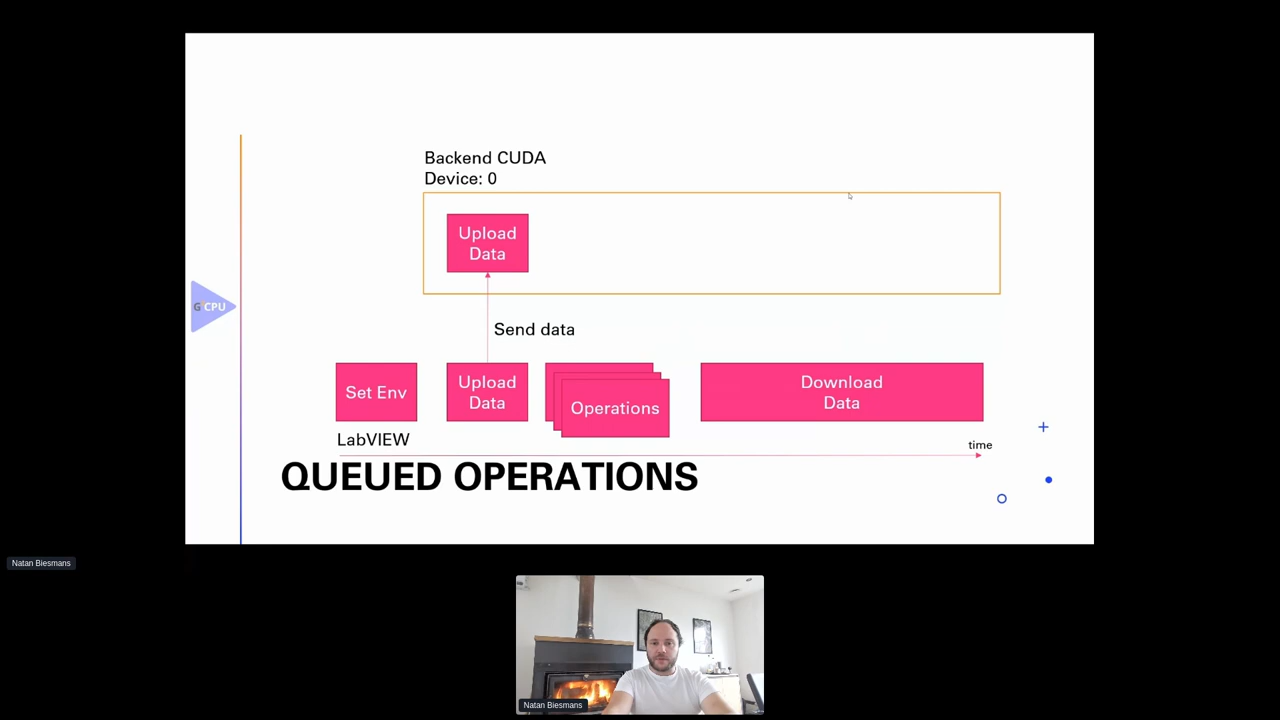 Backend CUDA
Device: 0
Upload
Data
G²CPU
Send data
Set Env
Upload
Data
Operations
Download
Data
LabVIEW
time
QUEUED OPERATIONS
Natan Biesmans
Natan Biesmans